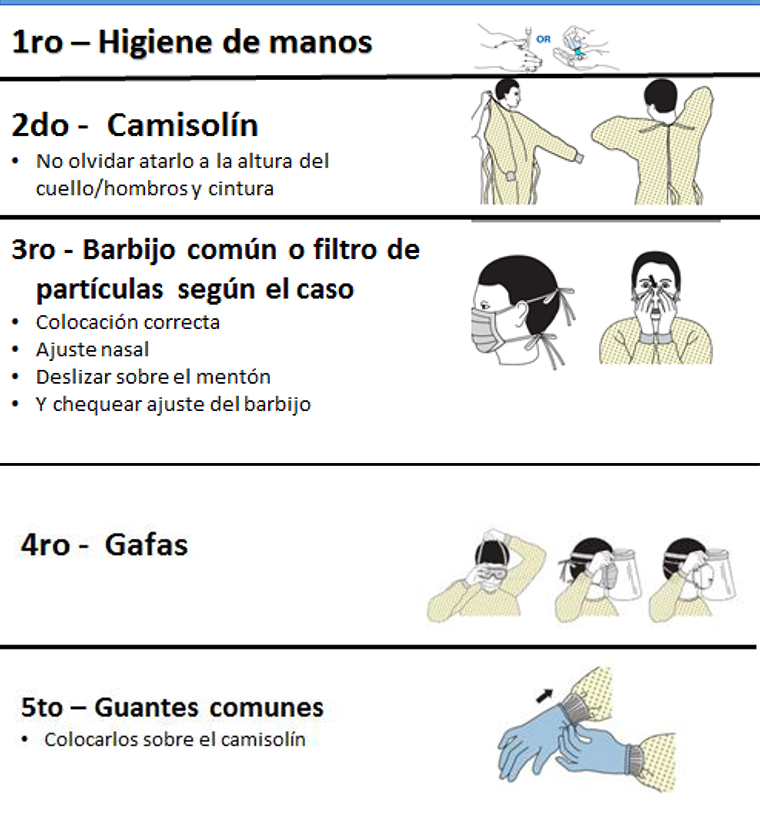 1ro – Higiene de manos
OR
2do - Camisolín
• No olvidar atarlo a la altura del
cuello/hombros y cintura
3ro - Barbijo común o filtro de
partículas según el caso
• Colocación correcta
• Ajuste nasal
• Deslizar sobre el mentón
• Y chequear ajuste del barbijo
4ro - Gafas
5to – Guantes comunes
• Colocarlos sobre el camisolín